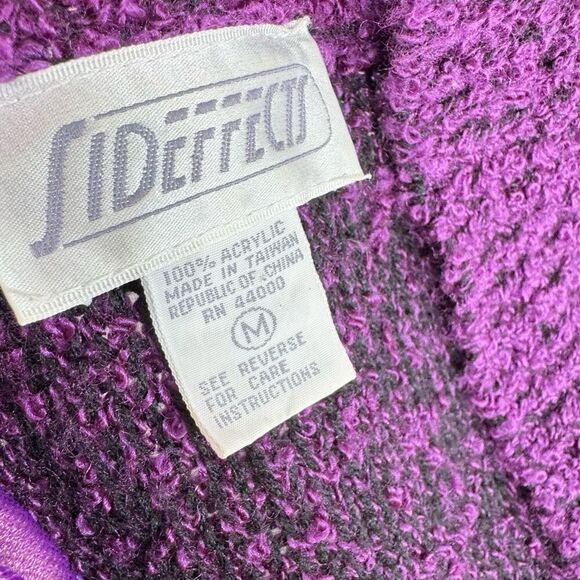 SIDEFFECTS
100% ACRYLIC
MADE IN TAIWAN
REPUBLIC OF CHINA
RN 44000
M
SEE REVERSE
FOR CARE
INSTRUCTIONS